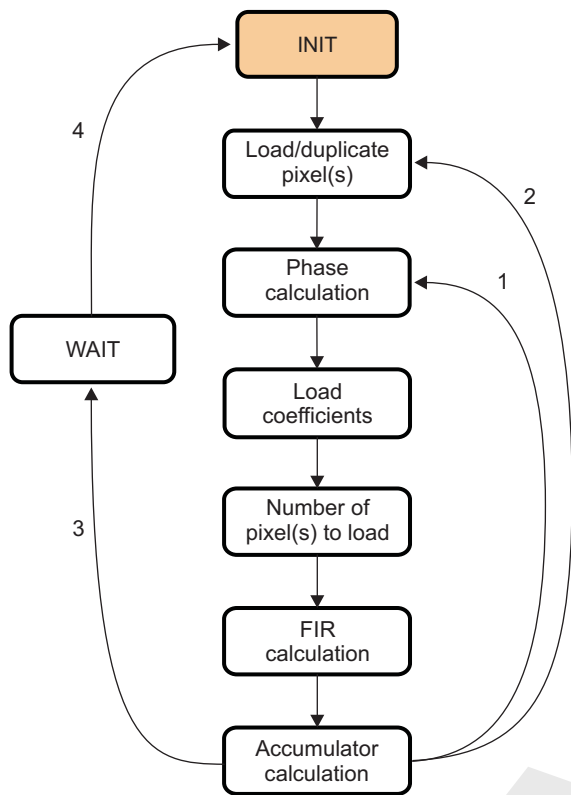 INIT
4
Load/duplicate
pixel(s)
2
Phase
calculation
1
WAIT
Load
coefficients
Number of
pixel(s) to load
3
FIR
calculation
Accumulator
calculation